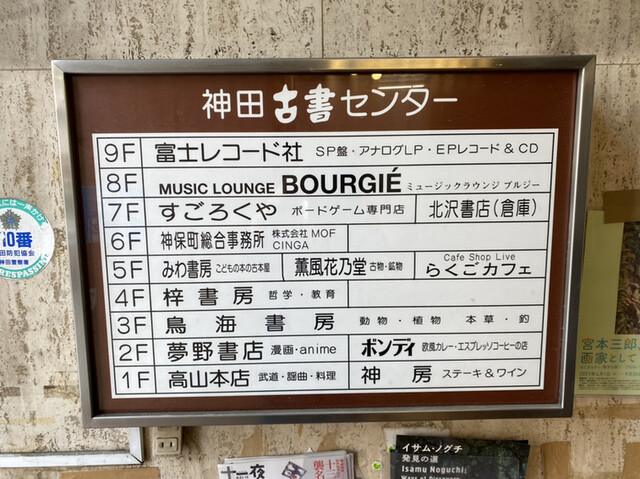 神田古書センター
9F 富士レコード社 SP盤・アナログLP・EPレコード & CD
8F MUSIC LOUNGE BOURGIÉ ミュージックラウンジ ブルジー
7F すごろくや ボードゲーム専門店 北沢書店(倉庫)
6F 神保町総合事務所 株式会社 MOF
CINGA
5F みわ書房 こどもの本の古本屋 薫風花乃堂 古物・鉱物 Cafe Shop Live
らくごカフェ
4F 梓書房 哲学・教育
3F 鳥海書房 動物・植物 本草・釣
2F 夢野書店 漫画・anime ボンディ 欧風カレー・エスプレッソコーヒーの店
1F 高山本店 武道・謡曲・料理 神房 ステーキ&ワイン
宮本三郎
画家として
十一夜
イサム・ノグチ
発見の道
Isamu Noguchi: